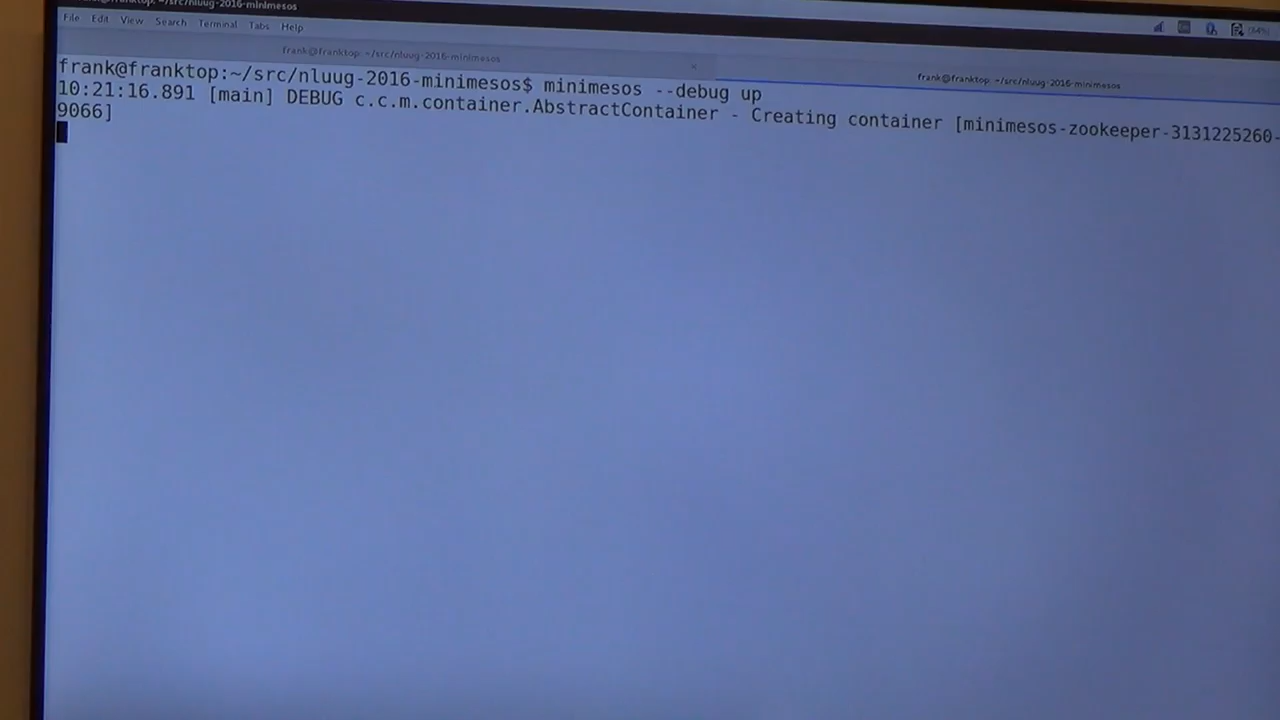 ~/src/nluug-2016-minimesos
File Edit View Search Terminal Tabs Help
frank@franktop: ~/src/nluug-2016-minimesos ×
frank@franktop: ~/src/nluug-2016-minimesos
frank@franktop:~/src/nluug-2016-minimesos$ minimesos --debug up
10:21:16.891 [main] DEBUG c.c.m.container.AbstractContainer - Creating container [minimesos-zookeeper-3131225260-
9066]